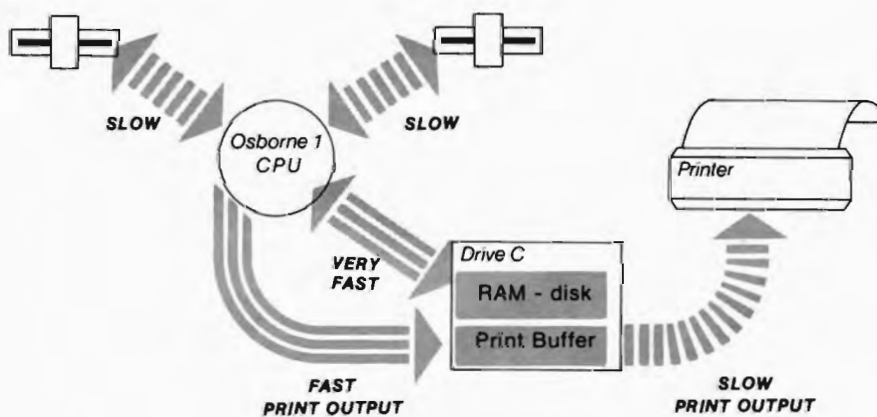 SLOW
SLOW
Osborne 1
CPU
Printer
VERY
FAST
Drive C
RAM - disk
Print Buffer
FAST
PRINT OUTPUT
SLOW
PRINT OUTPUT